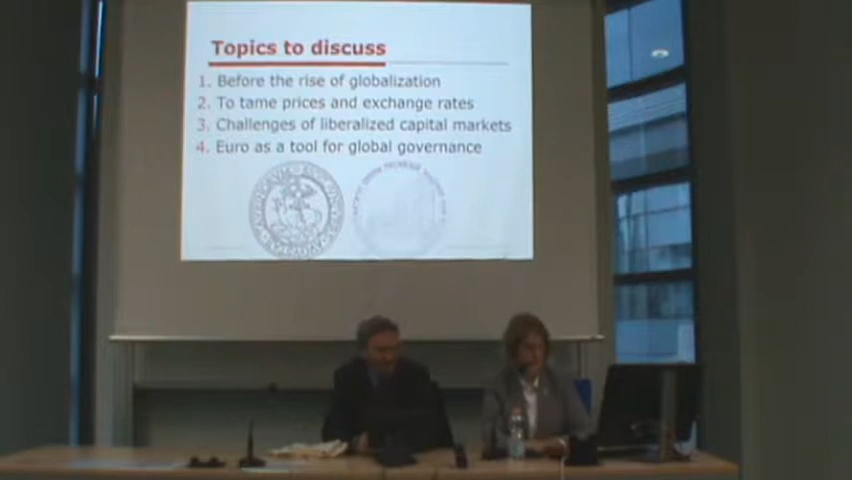 Topics to discuss
1. Before the rise of globalization
2. To tame prices and exchange rates
3. Challenges of liberalized capital markets
4. Euro as a tool for global governance